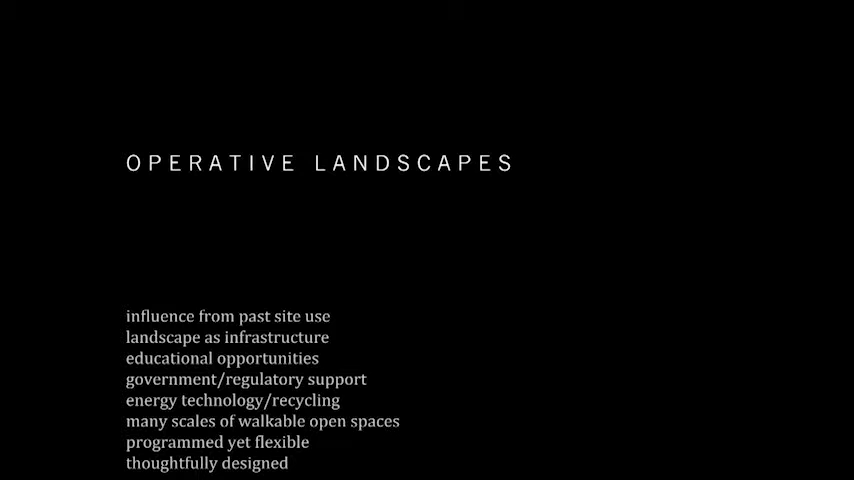 OPERATIVE LANDSCAPES
influence from past site use
landscape as infrastructure
educational opportunities
government/regulatory support
energy technology/recycling
many scales of walkable open spaces
programmed yet flexible
thoughtfully designed